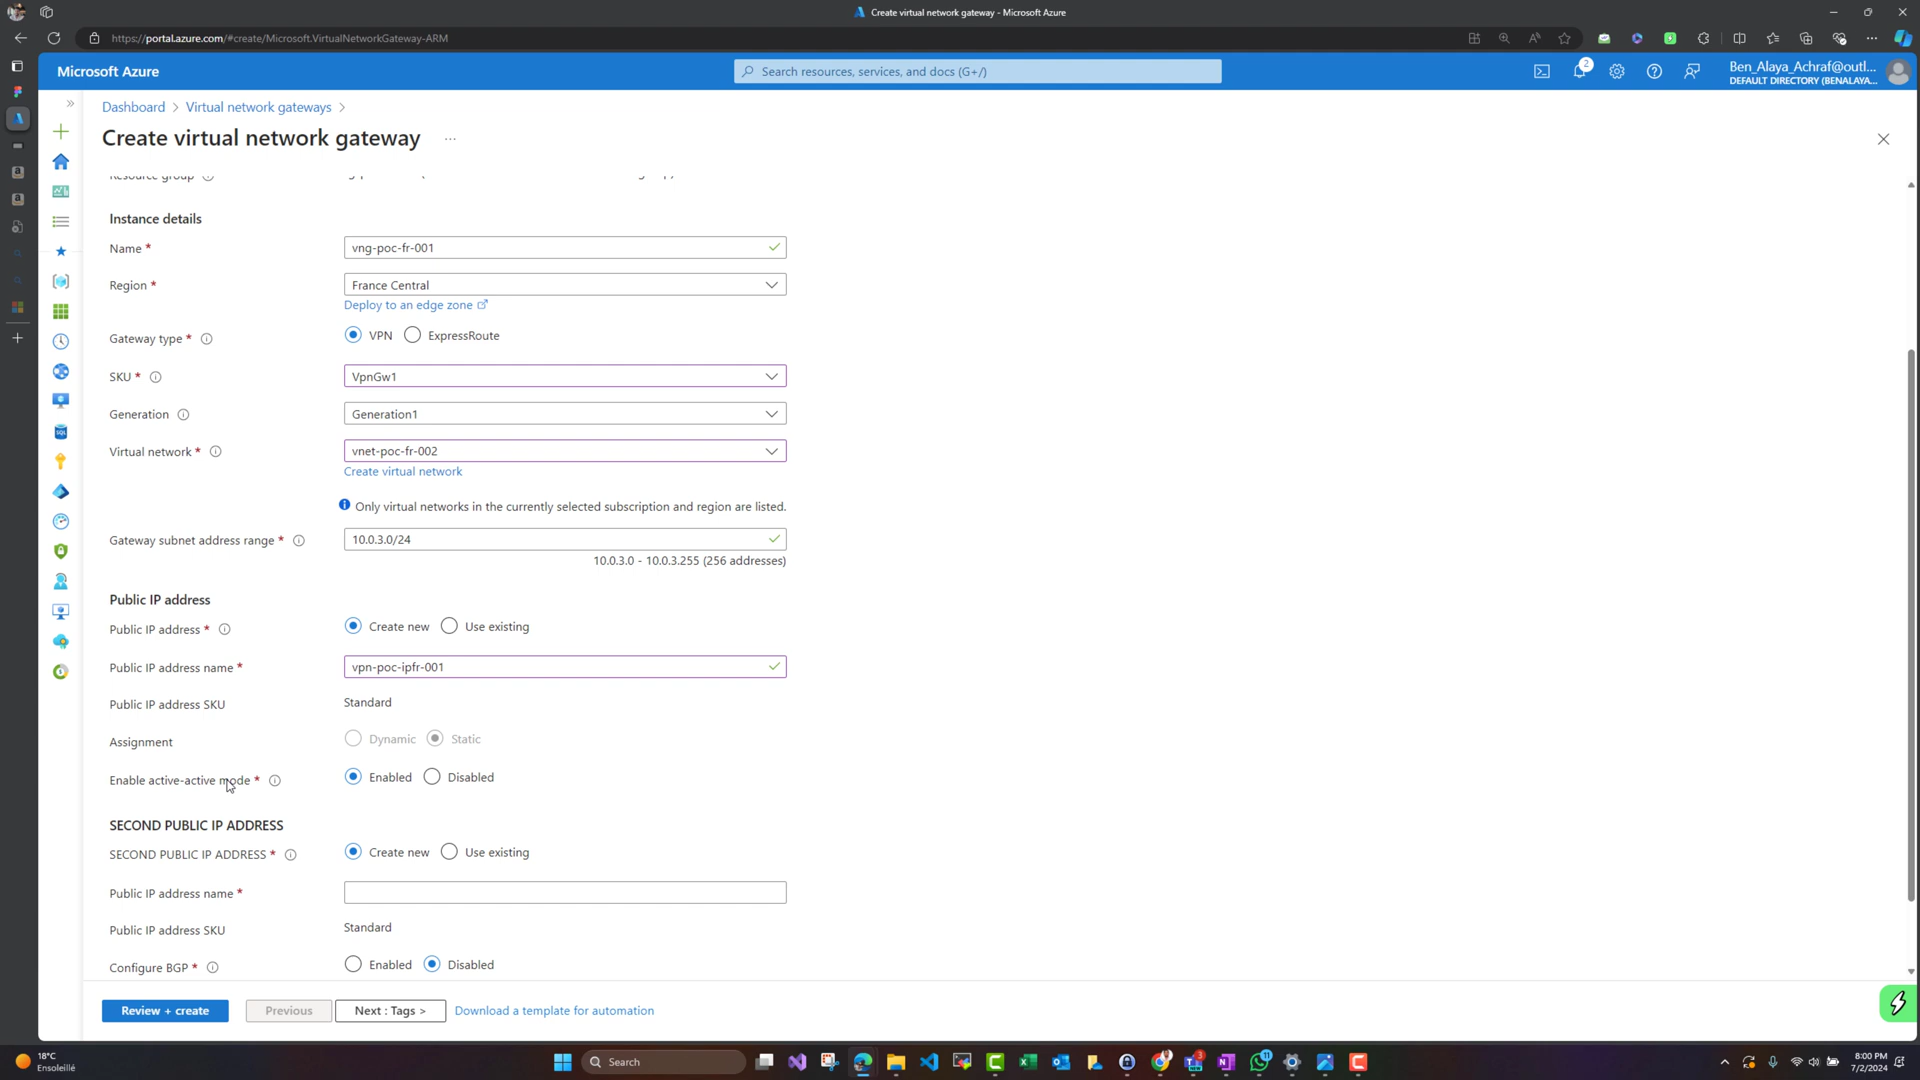 Create virtual network gateway - Microsoft Azure
https://portal.azure.com/#create/Microsoft.VirtualNetworkGateway-ARM
Microsoft Azure
Search resources, services, and docs (G+/)
2
Ben_Alaya_Achraf@outl...
DEFAULT DIRECTORY (BENALAYA....
Dashboard > Virtual network gateways >
Create virtual network gateway ...
Resource group
Instance details
Name *
vng-poc-fr-001
Region *
France Central
Deploy to an edge zone
Gateway type *
VPN
ExpressRoute
SKU *
VpnGw1
Generation
Generation1
Virtual network *
vnet-poc-fr-002
Create virtual network
Only virtual networks in the currently selected subscription and region are listed.
Gateway subnet address range *
10.0.3.0/24
10.0.3.0 - 10.0.3.255 (256 addresses)
Public IP address
Public IP address *
Create new
Use existing
Public IP address name *
vpn-poc-ipfr-001
Public IP address SKU
Standard
Assignment
Dynamic
Static
Enable active-active mode *
Enabled
Disabled
SECOND PUBLIC IP ADDRESS
SECOND PUBLIC IP ADDRESS *
Create new
Use existing
Public IP address name *
Public IP address SKU
Standard
Configure BGP *
Enabled
Disabled
Review + create
Previous
Next : Tags >
Download a template for automation
18°C
Ensoleillé
Search
8:00 PM
7/2/2024